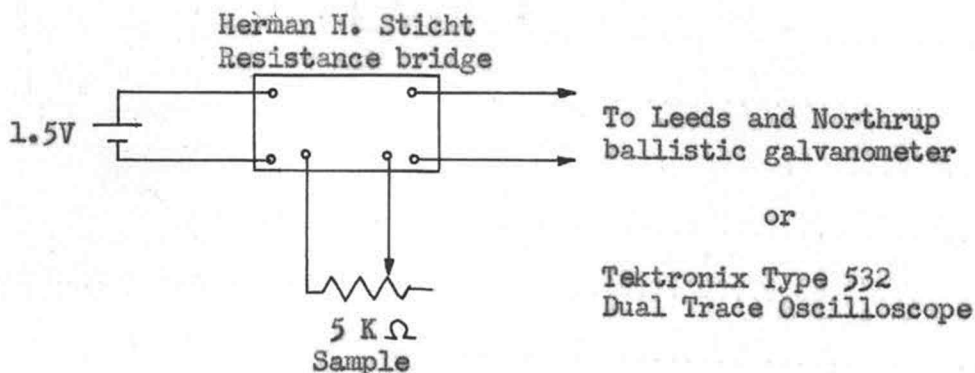 Herman H. Sticht
Resistance bridge
1.5V
To Leeds and Northrup
ballistic galvanometer
or
Tektronix Type 532
Dual Trace Oscilloscope
5 K Ω
Sample